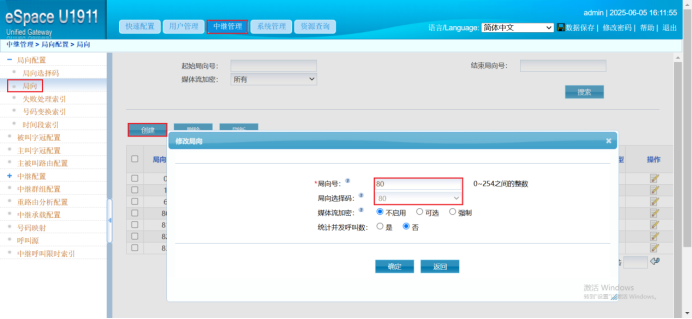 eSpace U1911
Unified Gateway
admin | 2025-06-05 16:11:55
快速配置 用户管理 中继管理 系统管理 资源查询
语言/Language: 简体中文 数据保存 | 修改密码 | 帮助 | 退出
中继管理 > 局向配置 > 局向
局向配置
局向选择码
局向
失败处理索引
号码变换索引
时间段索引
被叫字冠配置
主叫字冠配置
主被叫路由配置
中继配置
中继群组配置
重路由分析配置
中继承载配置
号码映射
呼叫源
中继呼叫限时索引
起始局向号:
结束局向号:
媒体流加密: 所有
搜索
创建
局向
操作
修改局向
*局向号: 80 0~254之间的整数
局向选择码: 80
媒体流加密: 不启用 可选 强制
统计并发呼叫数: 是 否
确定 返回
激活 Windows